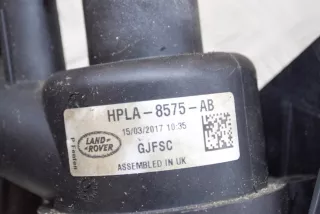 HPLA-8575-AB
15/03/2017 10:35
LAND-
ROVER
GJFSC
ASSEMBLED IN UK